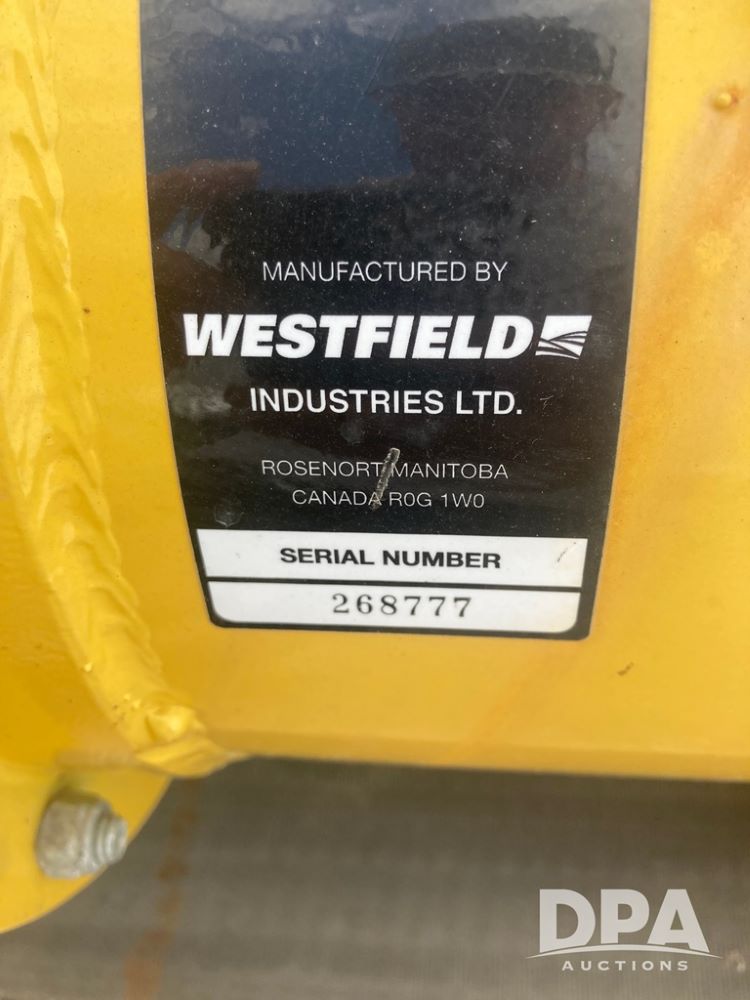 MANUFACTURED BY
WESTFIELD
INDUSTRIES LTD.
ROSENORT MANITOBA
CANADA R0G 1W0
SERIAL NUMBER
268777
DPA
AUCTIONS